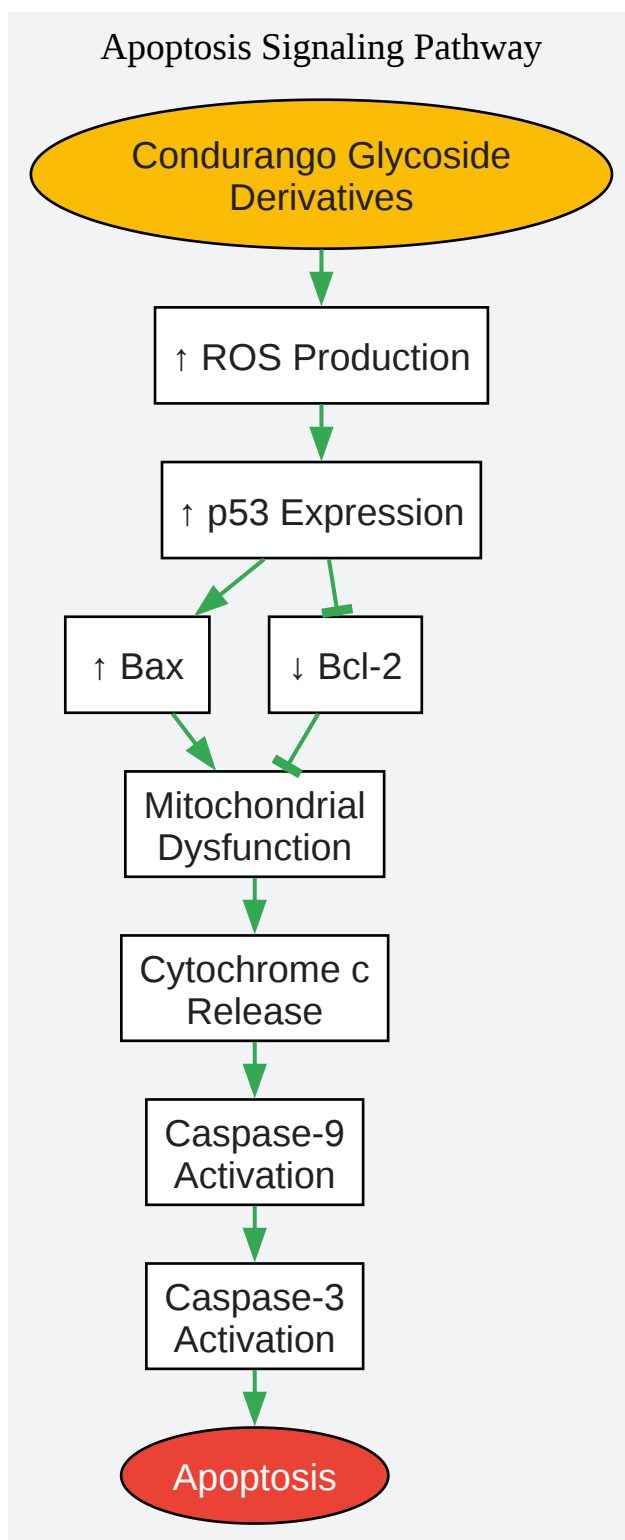 Apoptosis Signaling Pathway
Condurango Glycoside
Derivatives
↑ ROS Production
↑ p53 Expression
↑ Bax
↓ Bcl-2
Mitochondrial
Dysfunction
Cytochrome c
Release
Caspase-9
Activation
Caspase-3
Activation
Apoptosis